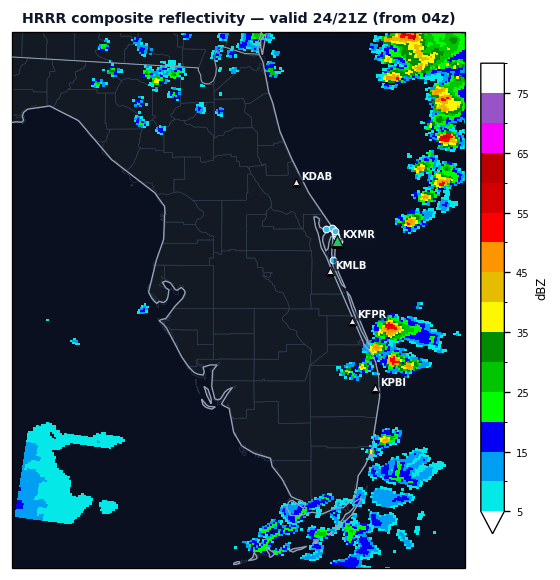 HRRR composite reflectivity — valid 24/21Z (from 04z)
KDAB
KXMR
KMLB
KFPR
KPBI
75
65
55
45
35
25
15
5
dBZ